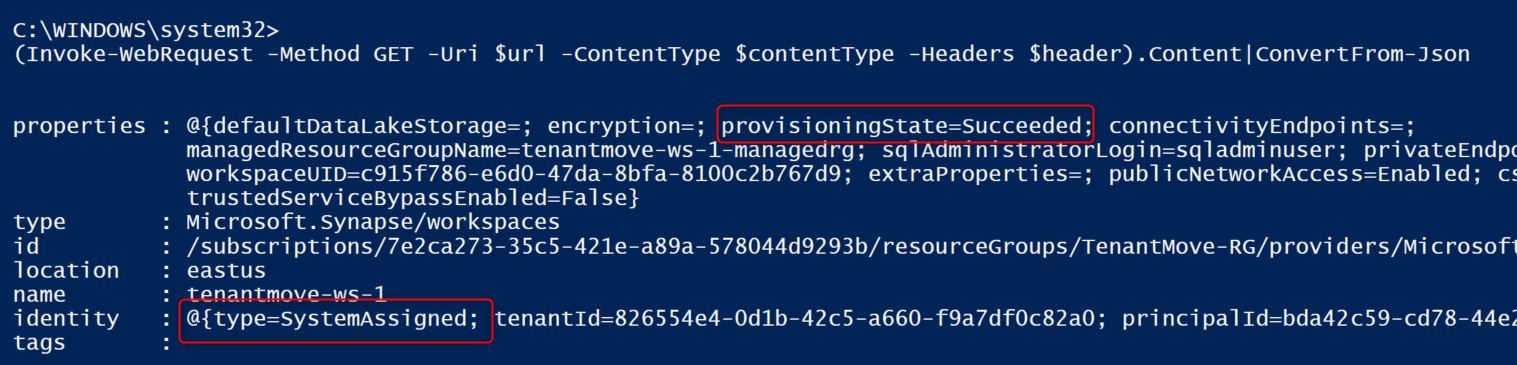 C:\WINDOWS\system32>
(Invoke-WebRequest -Method GET -Uri $url -ContentType $contentType -Headers $header).Content|ConvertFrom-Json
properties : @{defaultDataLakeStorage=; encryption=; provisioningState=Succeeded; connectivityEndpoints=;
managedResourceGroupName=tenantmove-ws-1-managedrg; sqlAdministratorLogin=sqladminuser; privateEndpo
workspaceUID=c915f786-e6d0-47da-8bfa-8100c2b767d9; extraProperties=; publicNetworkAccess=Enabled; cs
trustedServiceBypassEnabled=False}
type : Microsoft.Synapse/workspaces
id : /subscriptions/7e2ca273-35c5-421e-a89a-578044d9293b/resourceGroups/TenantMove-RG/providers/Microsoft
location : eastus
name : tenantmove-ws-1
identity : @{type=SystemAssigned; tenantId=826554e4-0d1b-42c5-a660-f9a7df0c82a0; principalId=bda42c59-cd78-44e2
tags :